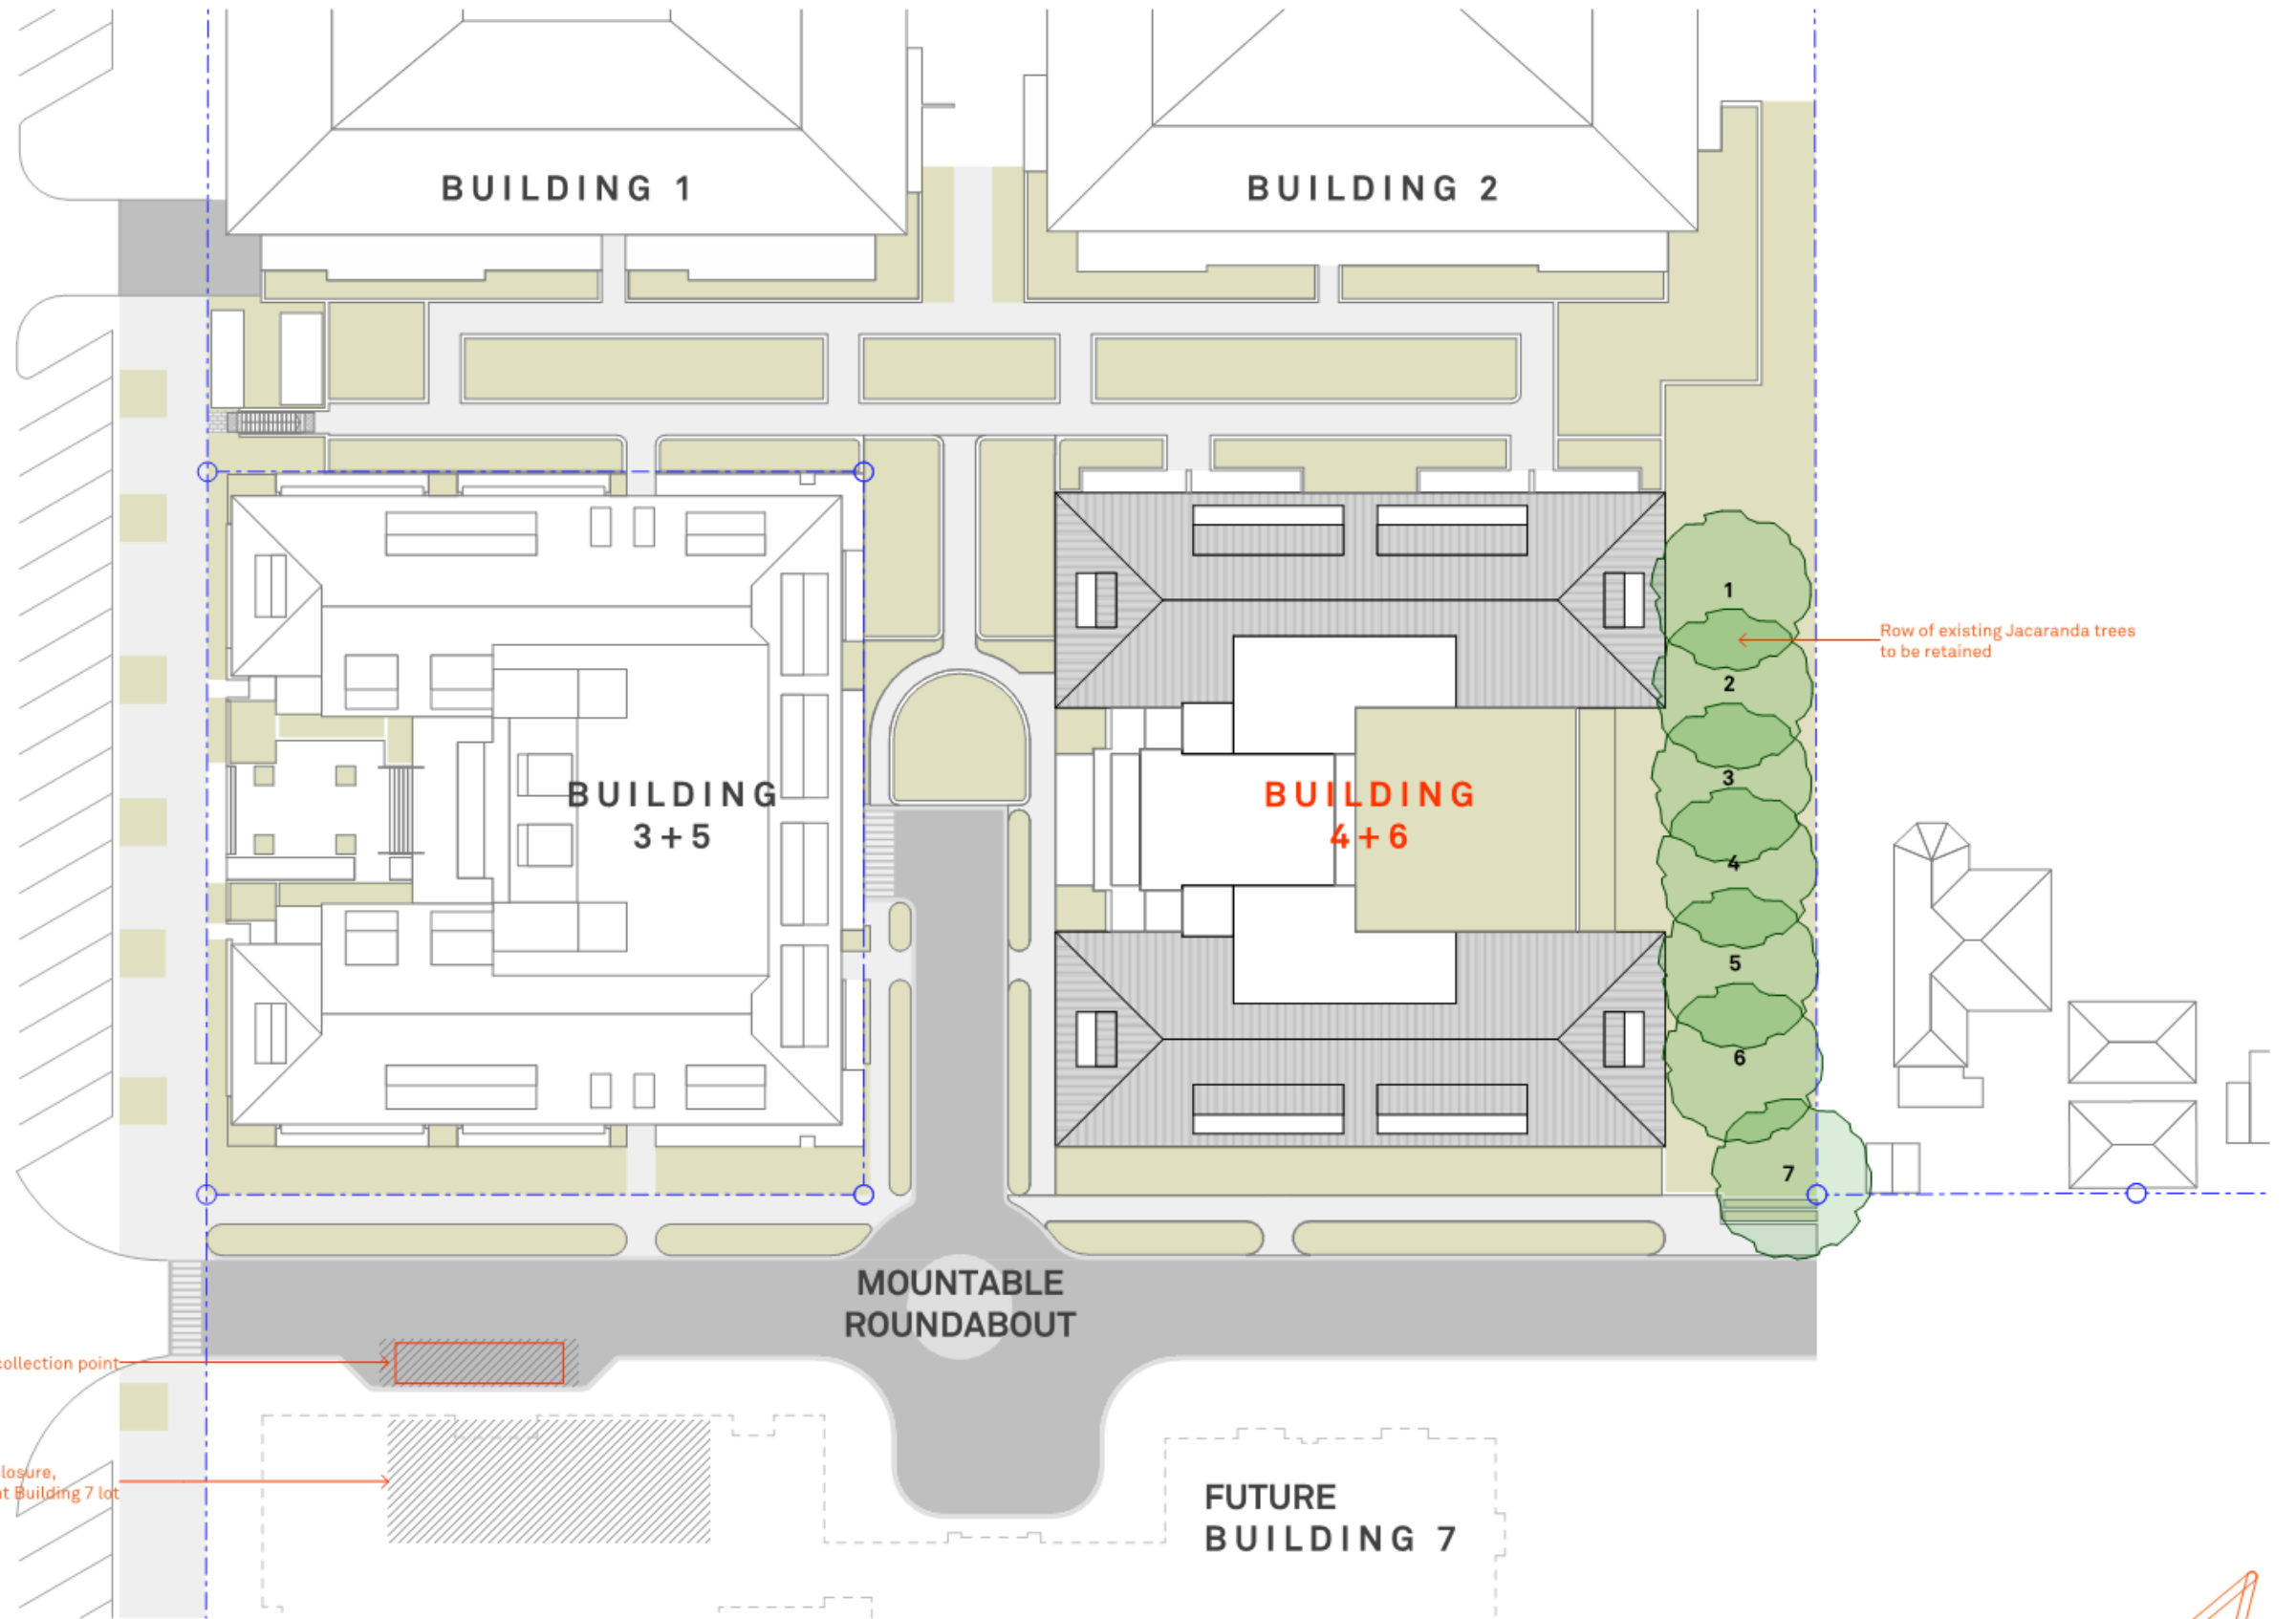 BUILDING 1
BUILDING 2
1
Row of existing Jacaranda trees
to be retained
2
3
BUILDING
3+5
BUILDING
4+6
4
5
6
7
MOUNTABLE
ROUNDABOUT
collection point
FUTURE
BUILDING 7
Building 7 lot